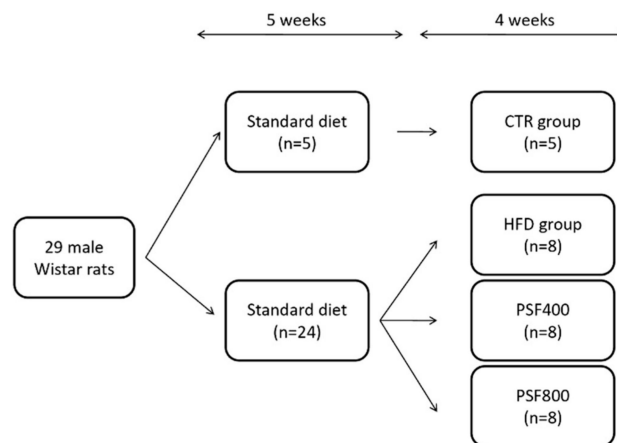 5 weeks
4 weeks
Standard diet
(n=5)
CTR group
(n=5)
29 male
Wistar rats
HFD group
(n=8)
Standard diet
(n=24)
PSF400
(n=8)
PSF800
(n=8)